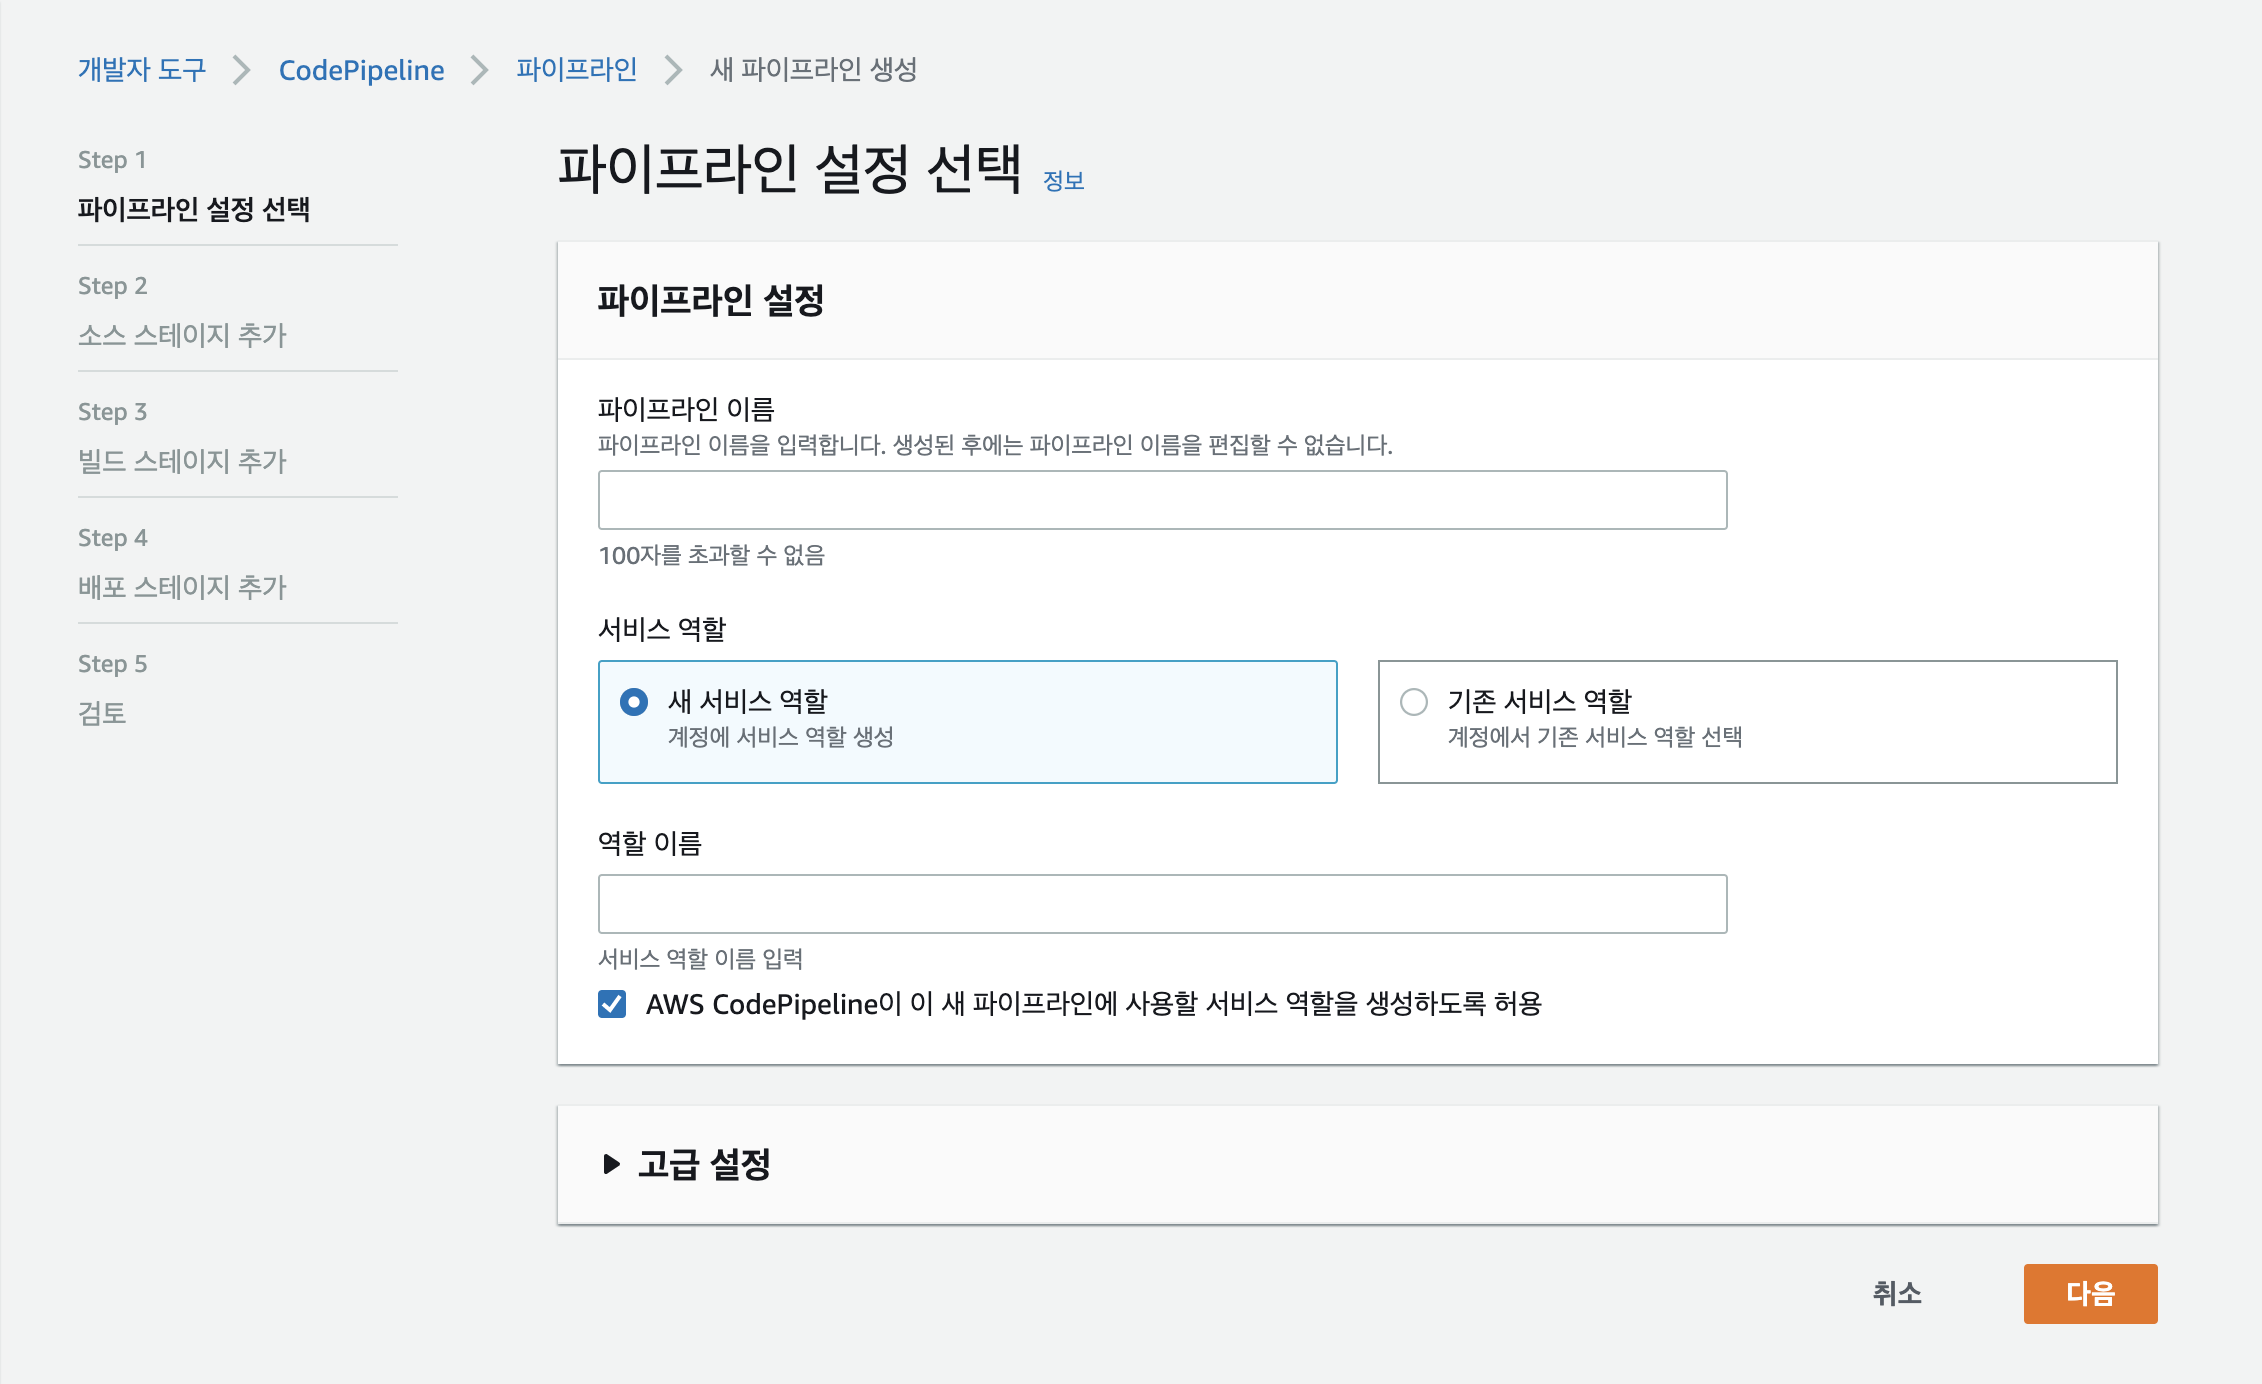 개발자 도구 CodePipeline 파이프라인 새 파이프라인 생성
Step 1
파이프라인 설정 선택
Step 2
소스 스테이지 추가
Step 3
빌드 스테이지 추가
Step 4
배포 스테이지 추가
Step 5
검토
파이프라인 설정 선택 정보
파이프라인 설정
파이프라인 이름
파이프라인 이름을 입력합니다. 생성된 후에는 파이프라인 이름을 편집할 수 없습니다.
100자를 초과할 수 없음
서비스 역할
새 서비스 역할
계정에 서비스 역할 생성
기존 서비스 역할
계정에서 기존 서비스 역할 선택
역할 이름
서비스 역할 이름 입력
AWS CodePipeline이 이 새 파이프라인에 사용할 서비스 역할을 생성하도록 허용
고급 설정
취소 다음